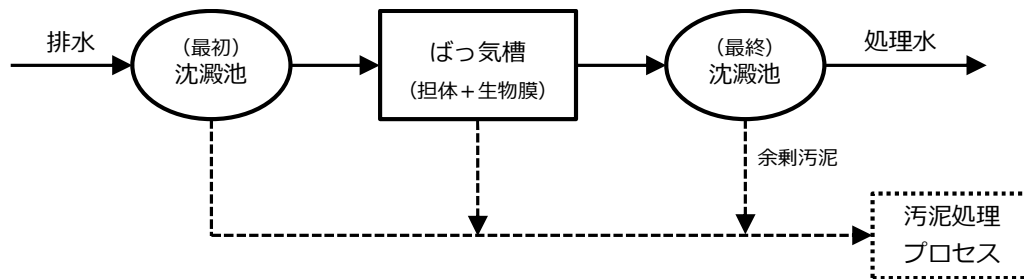 排水
(最初)
沈澱池
ばっ気槽
(担体+生物膜)
(最終)
沈澱池
処理水
余剰汚泥
汚泥処理
プロセス